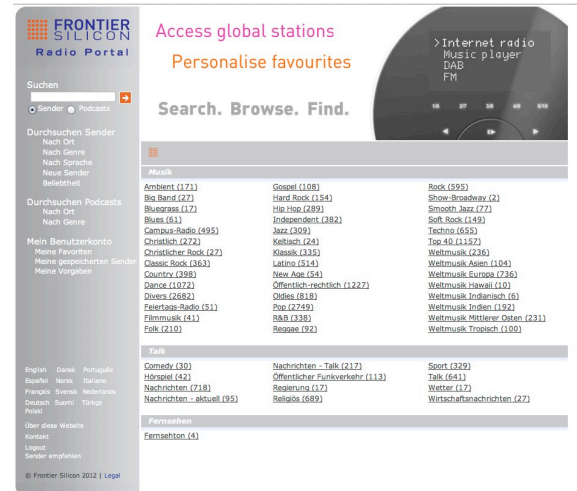 FRONTIER
SILICON
Radio Portal
Access global stations
Personalise favourites
Search. Browse. Find.
>Internet radio
Music player
DAB
FM
1/6 2/7 3/8 4/9 5/10
Suchen
Sender Podcasts
Durchsuchen Sender
Nach Ort
Nach Genre
Nach Sprache
Neue Sender
Beliebtheit
Durchsuchen Podcasts
Nach Ort
Nach Genre
Mein Benutzerkonto
Meine Favoriten
Meine gespeicherten Sender
Meine Vorgaben
English Dansk Português
Español Norsk Italiano
Français Svensk Nederlands
Deutsch Suomi Türkçe
Polski
Über diese Website
Kontakt
Logout
Sender empfehlen
© Frontier Silicon 2012 | Legal
Musik
Ambient (171)
Big Band (27)
Bluegrass (17)
Blues (61)
Campus-Radio (495)
Christlich (272)
Christlicher Rock (27)
Classic Rock (363)
Country (398)
Dance (1072)
Divers (2682)
Feiertags-Radio (51)
Filmmusik (41)
Folk (210)
Gospel (108)
Hard Rock (154)
Hip Hop (289)
Independent (382)
Jazz (309)
Keltisch (24)
Klassik (335)
Latino (514)
New Age (54)
Öffentlich-rechtlich (1227)
Oldies (818)
Pop (2749)
R&B (338)
Reggae (92)
Rock (595)
Show-Broadway (2)
Smooth Jazz (77)
Soft Rock (149)
Techno (655)
Top 40 (1157)
Weltmusik (236)
Weltmusik Asien (104)
Weltmusik Europa (736)
Weltmusik Hawaii (10)
Weltmusik Indianisch (6)
Weltmusik Indien (192)
Weltmusik Mittlerer Osten (231)
Weltmusik Tropisch (100)
Talk
Comedy (30)
Hörspiel (42)
Nachrichten (718)
Nachrichten - aktuell (95)
Nachrichten - Talk (217)
Öffentlicher Funkverkehr (113)
Regierung (17)
Religiös (689)
Sport (329)
Talk (641)
Wetter (17)
Wirtschaftsnachrichten (27)
Fernsehen
Fernsehton (4)